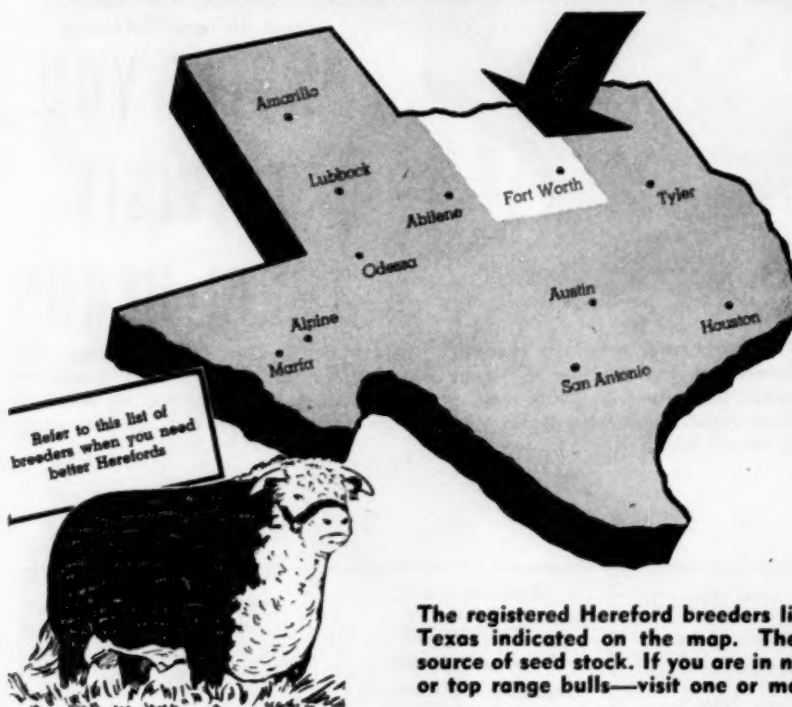 Amarillo
Lubbock
Abilene
Fort Worth
Tyler
Odessa
Austin
Houston
Alpine
Marfa
San Antonio
Refer to this list of
breeders when you need
better Herefords
The registered Hereford breeders
Texas indicated on the map. The
source of seed stock. If you are in
or top range bulls—visit one or